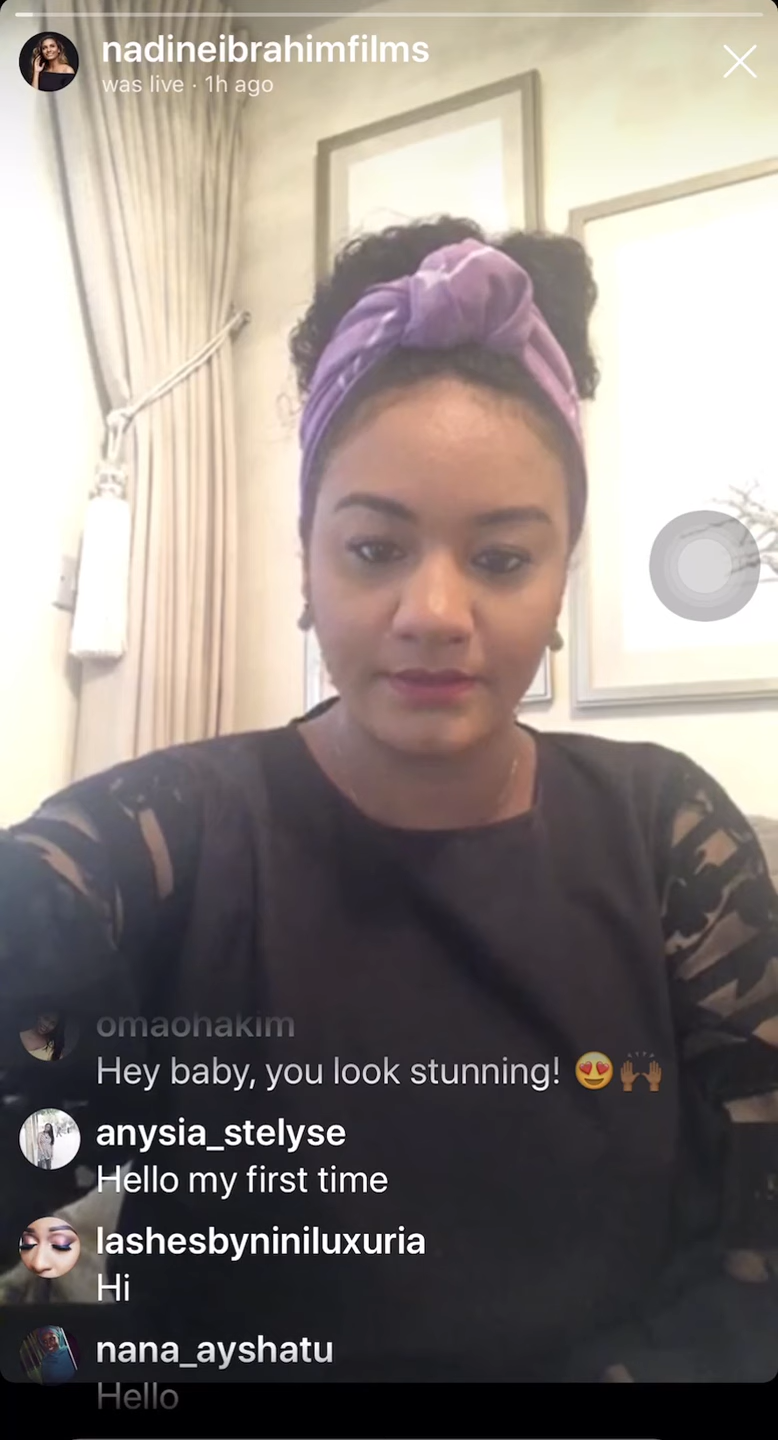 nadineibrahimfilms
was live · 1h ago
omaohakim
Hey baby, you look stunning! 😍🙌🏾
anysia_stelyse
Hello my first time
lashesbyniniluxuria
Hi
nana_ayshatu
Hello